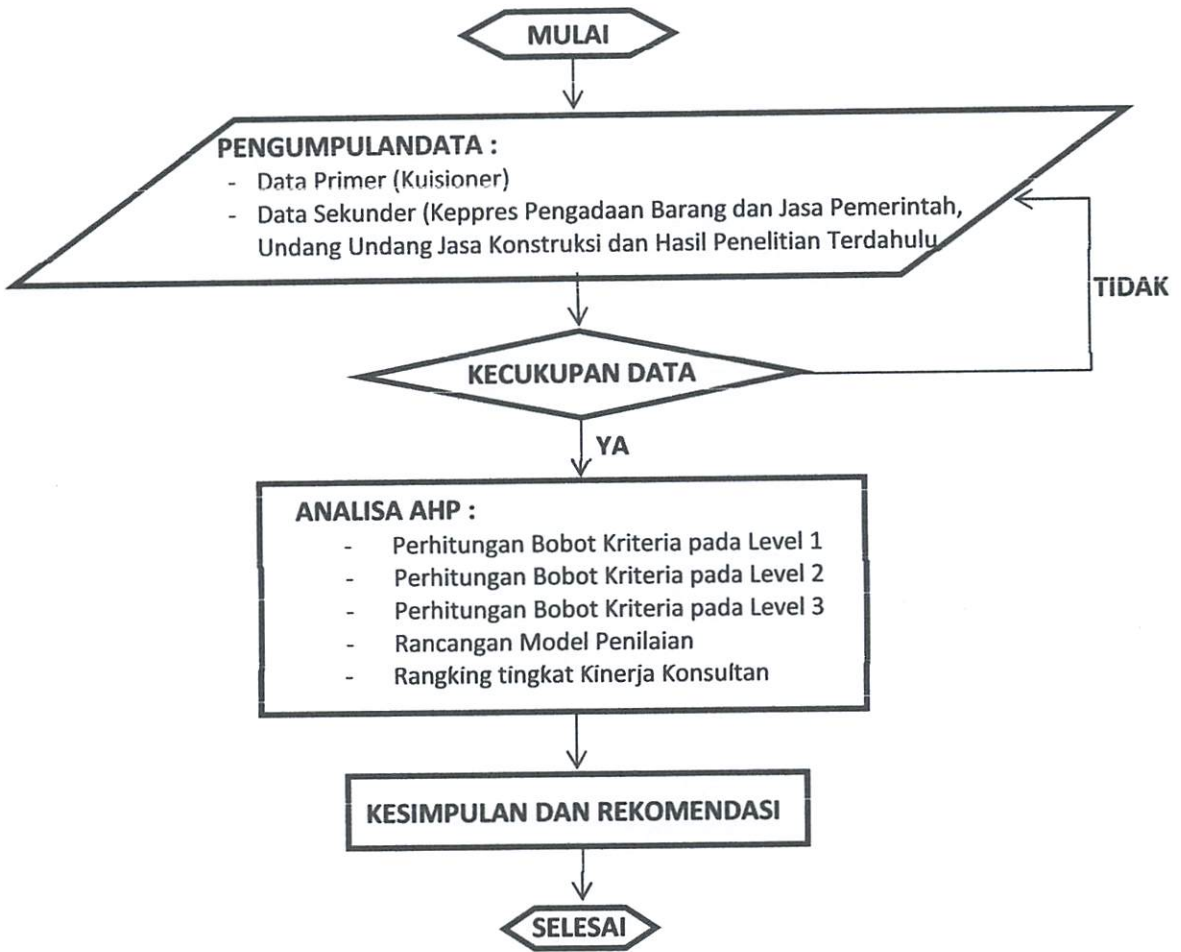 MULAI
PENGUMPULANDATA :
- Data Primer (Kuisioner)
- Data Sekunder (Keppres Pengadaan Barang dan Jasa Pemerintah,
Undang Undang Jasa Konstruksi dan Hasil Penelitian Terdahulu
TIDAK
KECUKUPAN DATA
YA
ANALISA AHP :
- Perhitungan Bobot Kriteria pada Level 1
- Perhitungan Bobot Kriteria pada Level 2
- Perhitungan Bobot Kriteria pada Level 3
- Rancangan Model Penilaian
- Rangking tingkat Kinerja Konsultan
KESIMPULAN DAN REKOMENDASI
SELESAI